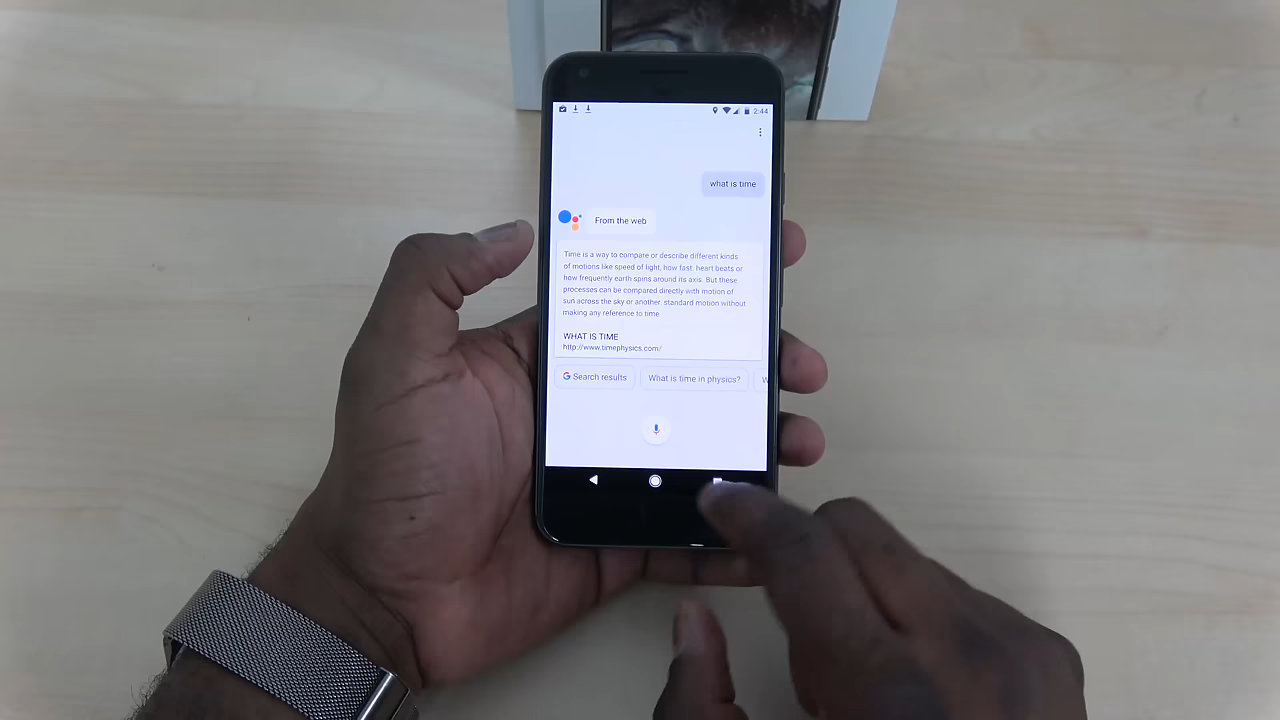 2:44
what is time
From the web
Time is a way to compare or describe different kinds
of motions like speed of light, how fast heart beats or
how frequently earth spins around its axis. But these
processes can be compared directly with motion of
sun across the sky or another standard motion without
making any reference to time
WHAT IS TIME
http://www.timephysics.com/
Search results
What is time in physics?
W